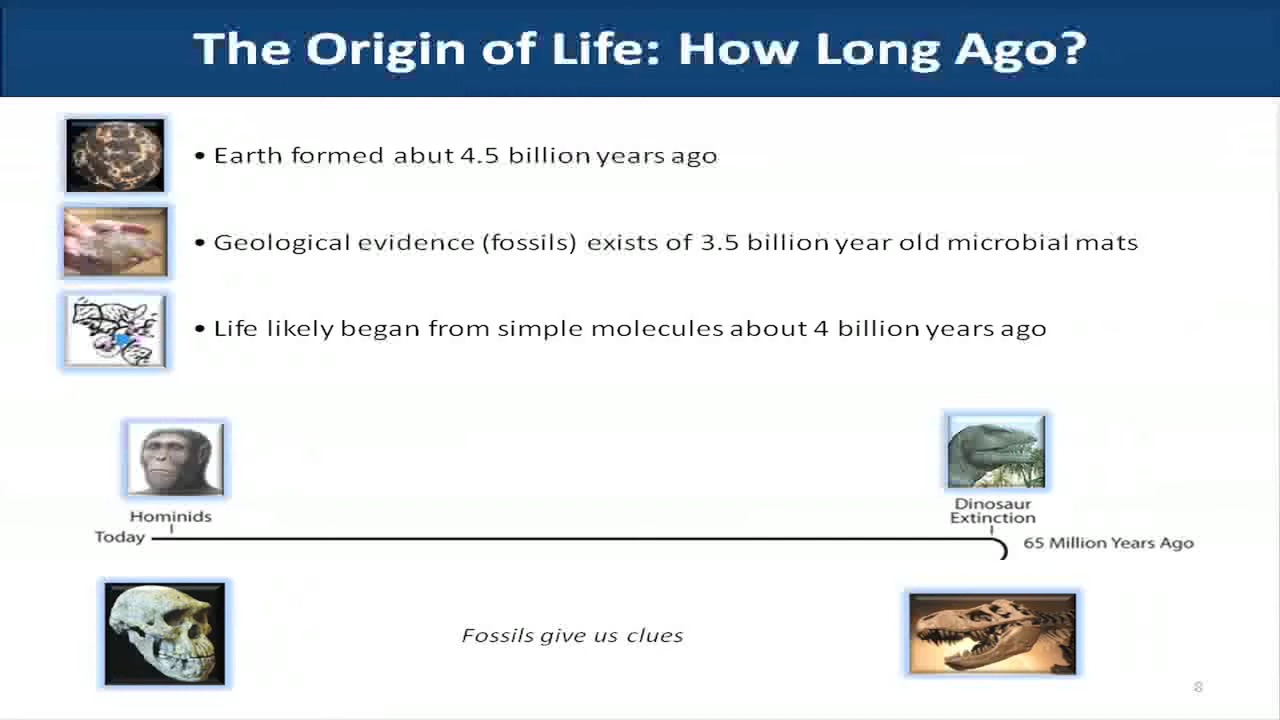 The Origin of Life: How Long Ago?
• Earth formed abut 4.5 billion years ago
• Geological evidence (fossils) exists of 3.5 billion year old microbial mats
• Life likely began from simple molecules about 4 billion years ago
Hominids
Dinosaur
Extinction
Today
65 Million Years Ago
Fossils give us clues
8